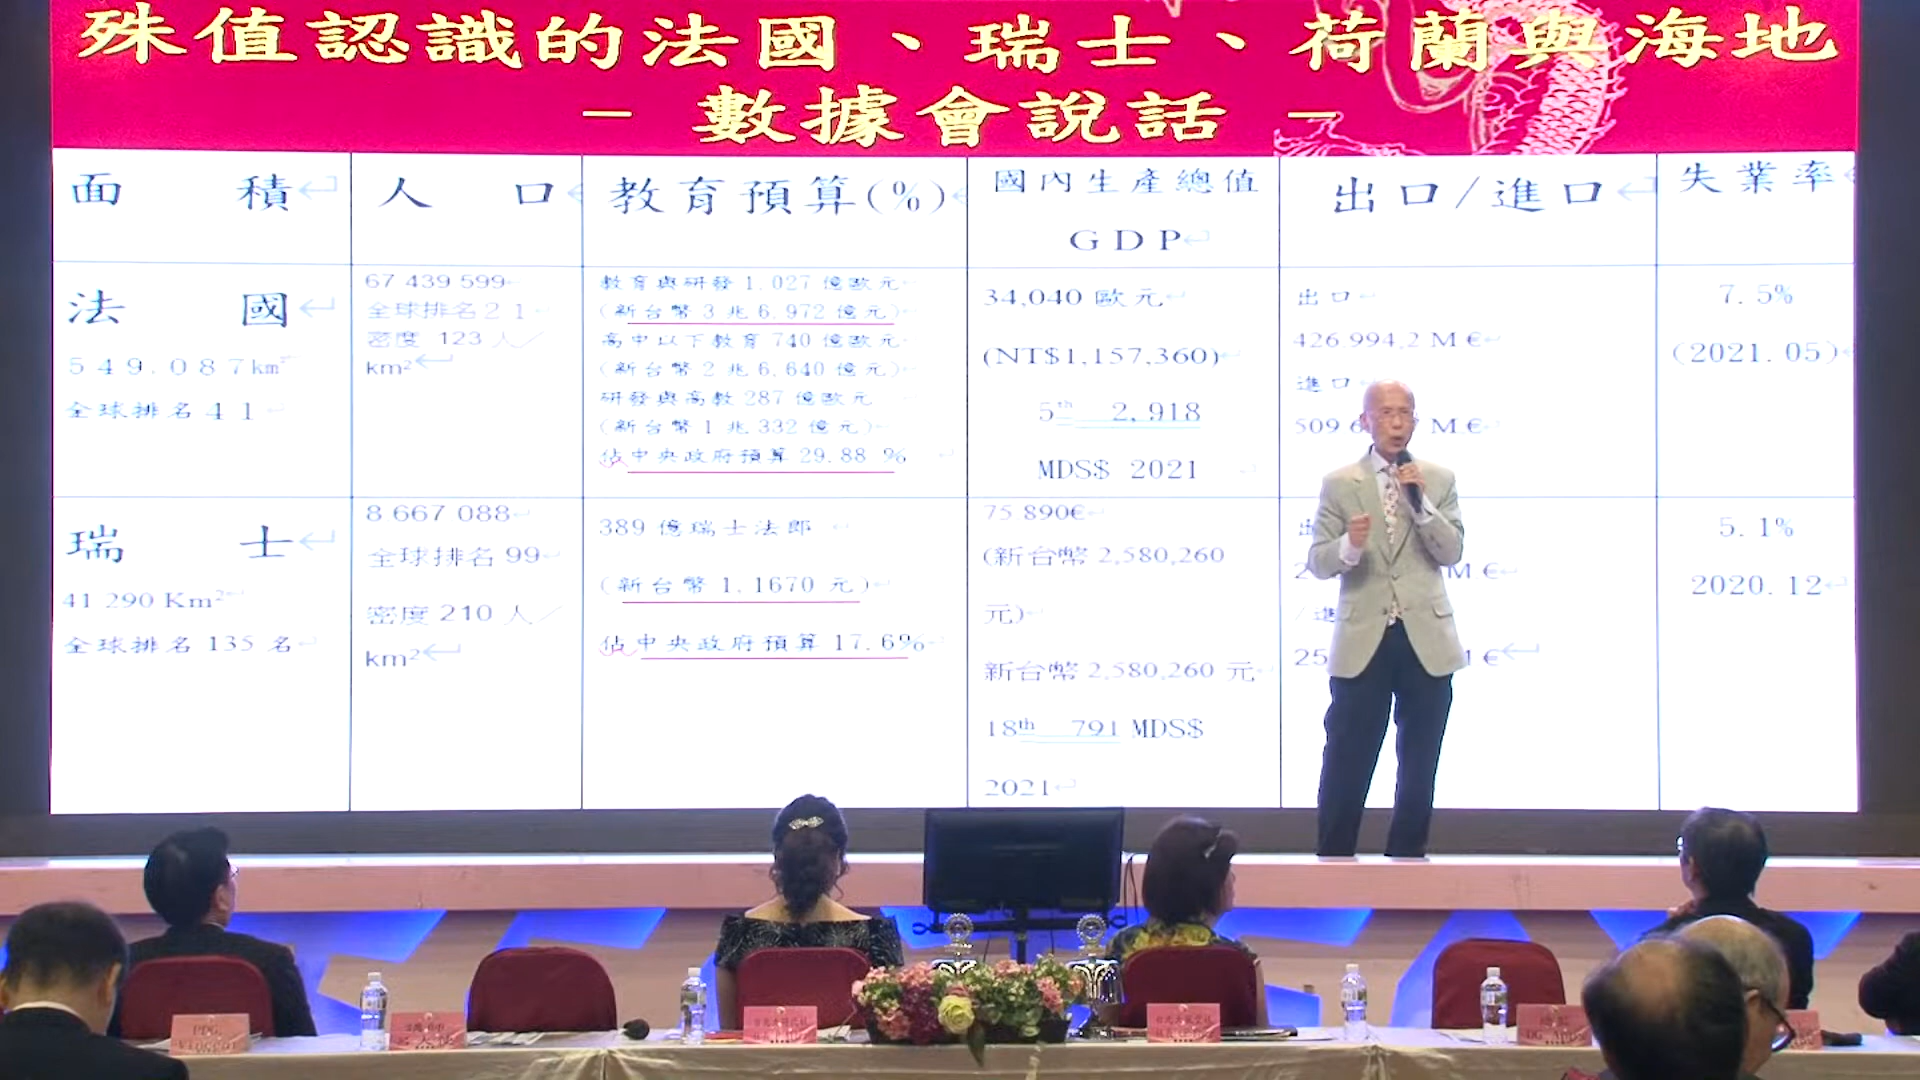 殊值認識的法國、瑞士、荷蘭與海地
– 數據會說話 –
面 積
人 口
教育預算(%)
國內生產總值
GDP
出口/進口
失業率
法 國
549.087km²
全球排名41
67 439 599
全球排名21
密度 123 人／
km²
教育與研發 1,027 億歐元
(新台幣 3 兆 6,972 億元)
高中以下教育 740 億歐元
(新台幣 2 兆 6,640 億元)
研發與高教 287 億歐元
(新台幣 1 兆 332 億元)
佔中央政府預算 29.88 %
34,040 歐元
(NT$1,157,360)
5th 2,918
MDS$ 2021
出口
426.994,2 M €
進口
509 M €
7.5%
(2021.05)
瑞 士
41 290 Km²
全球排名 135 名
8 667 088
全球排名 99
密度 210 人／
km²
389 億瑞士法郎
(新台幣 1,1670 元)
佔中央政府預算 17.6%
75 890€
(新台幣 2,580,260
元)
新台幣 2,580,260 元
18th 791 MDS$
2021
M €
25 €
5.1%
2020.12
PDG